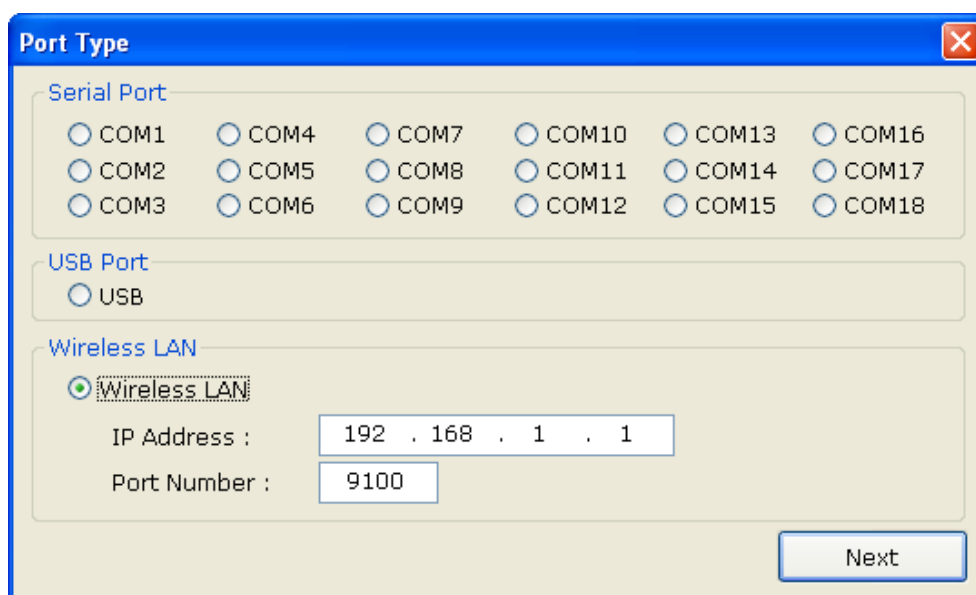 Port Type
Serial Port
COM1 COM4 COM7 COM10 COM13 COM16
COM2 COM5 COM8 COM11 COM14 COM17
COM3 COM6 COM9 COM12 COM15 COM18
USB Port
USB
Wireless LAN
Wireless LAN
IP Address : 192 . 168 . 1 . 1
Port Number : 9100
Next